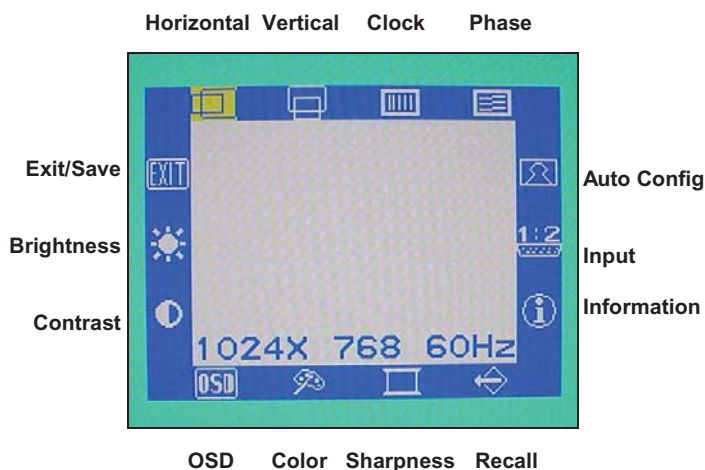 Horizontal Vertical Clock Phase
Exit/Save
EXIT
Auto Config
Brightness
1:2
Input
Contrast
Information
i
1024X 768 60Hz
OSD
OSD Color Sharpness Recall